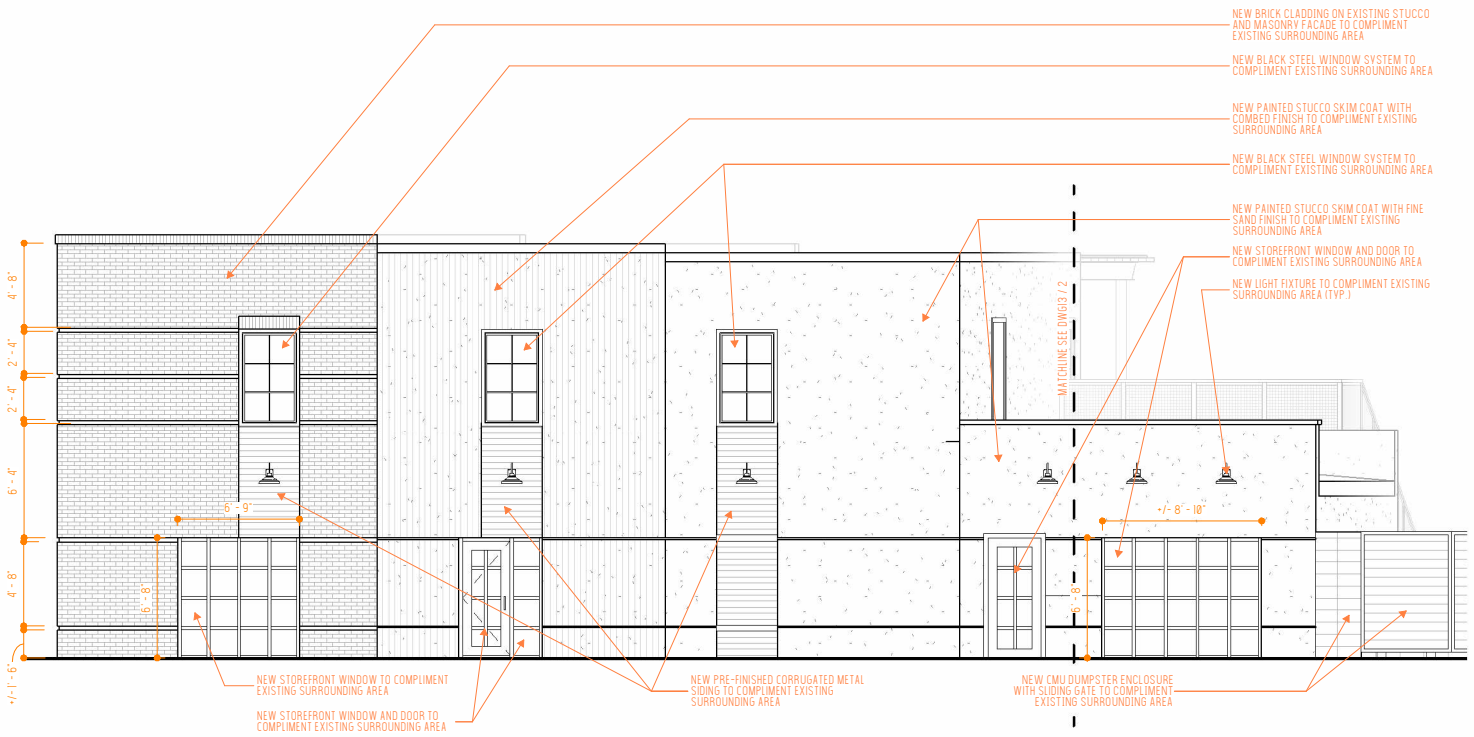 NEW BRICK CLADDING ON EXISTING STUCCO
AND MASONRY FACADE TO COMPLIMENT
EXISTING SURROUNDING AREA
NEW BLACK STEEL WINDOW SYSTEM TO
COMPLIMENT EXISTING SURROUNDING AREA
NEW PAINTED STUCCO SKIM COAT WITH
COMBED FINISH TO COMPLIMENT EXISTING
SURROUNDING AREA
NEW BLACK STEEL WINDOW SYSTEM TO
COMPLIMENT EXISTING SURROUNDING AREA
NEW PAINTED STUCCO SKIM COAT WITH FINE
SAND FINISH TO COMPLIMENT EXISTING
SURROUNDING AREA
NEW STOREFRONT WINDOW AND DOOR TO
COMPLIMENT EXISTING SURROUNDING AREA
NEW LIGHT FIXTURE TO COMPLIMENT EXISTING
SURROUNDING AREA (TYP.)
MATCHLINE SEE DWG13 / 2
4' - 8"
2' - 4"
2' - 4"
6' - 4"
4' - 8"
+/- 1' - 6"
6' - 9"
6' - 8"
+/- 8' - 10"
6' - 8"
NEW STOREFRONT WINDOW TO COMPLIMENT
EXISTING SURROUNDING AREA
NEW STOREFRONT WINDOW AND DOOR TO
COMPLIMENT EXISTING SURROUNDING AREA
NEW PRE-FINISHED CORRUGATED METAL
SIDING TO COMPLIMENT EXISTING
SURROUNDING AREA
NEW CMU DUMPSTER ENCLOSURE
WITH SLIDING GATE TO COMPLIMENT
EXISTING SURROUNDING AREA